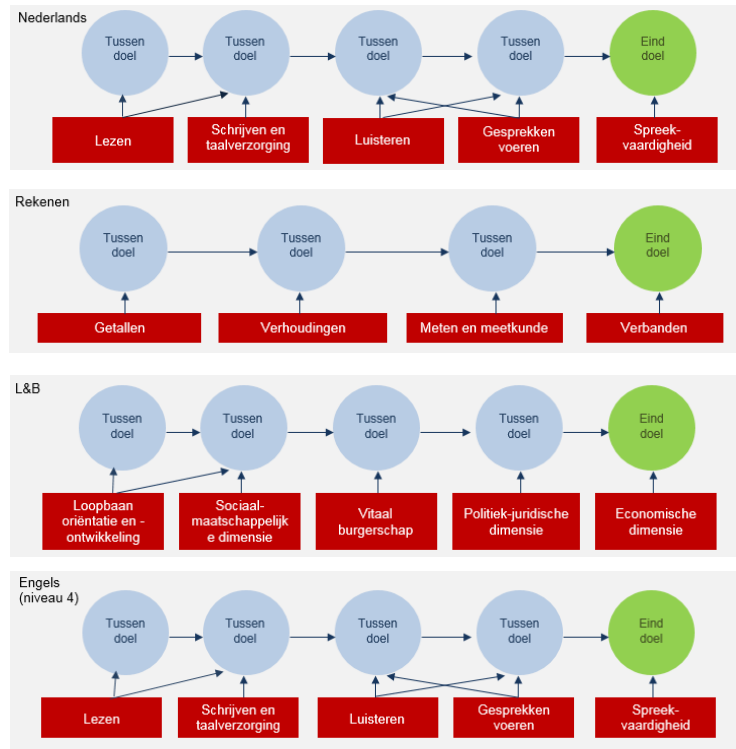 Nederlands
Tussen
doel
Tussen
doel
Tussen
doel
Tussen
doel
Eind
doel
Lezen
Schrijven en
taalverzorging
Luisteren
Gesprekken
voeren
Spreek-
vaardigheid
Rekenen
Tussen
doel
Tussen
doel
Tussen
doel
Eind
doel
Getallen
Verhoudingen
Meten en meetkunde
Verbanden
L&B
Tussen
doel
Tussen
doel
Tussen
doel
Tussen
doel
Eind
doel
Loopbaan
oriëntatie en -
ontwikkeling
Sociaal-
maatschappelijk
e dimensie
Vitaal
burgerschap
Politiek-juridische
dimensie
Economische
dimensie
Engels
(niveau 4)
Tussen
doel
Tussen
doel
Tussen
doel
Tussen
doel
Eind
doel
Lezen
Schrijven en
taalverzorging
Luisteren
Gesprekken
voeren
Spreek-
vaardigheid